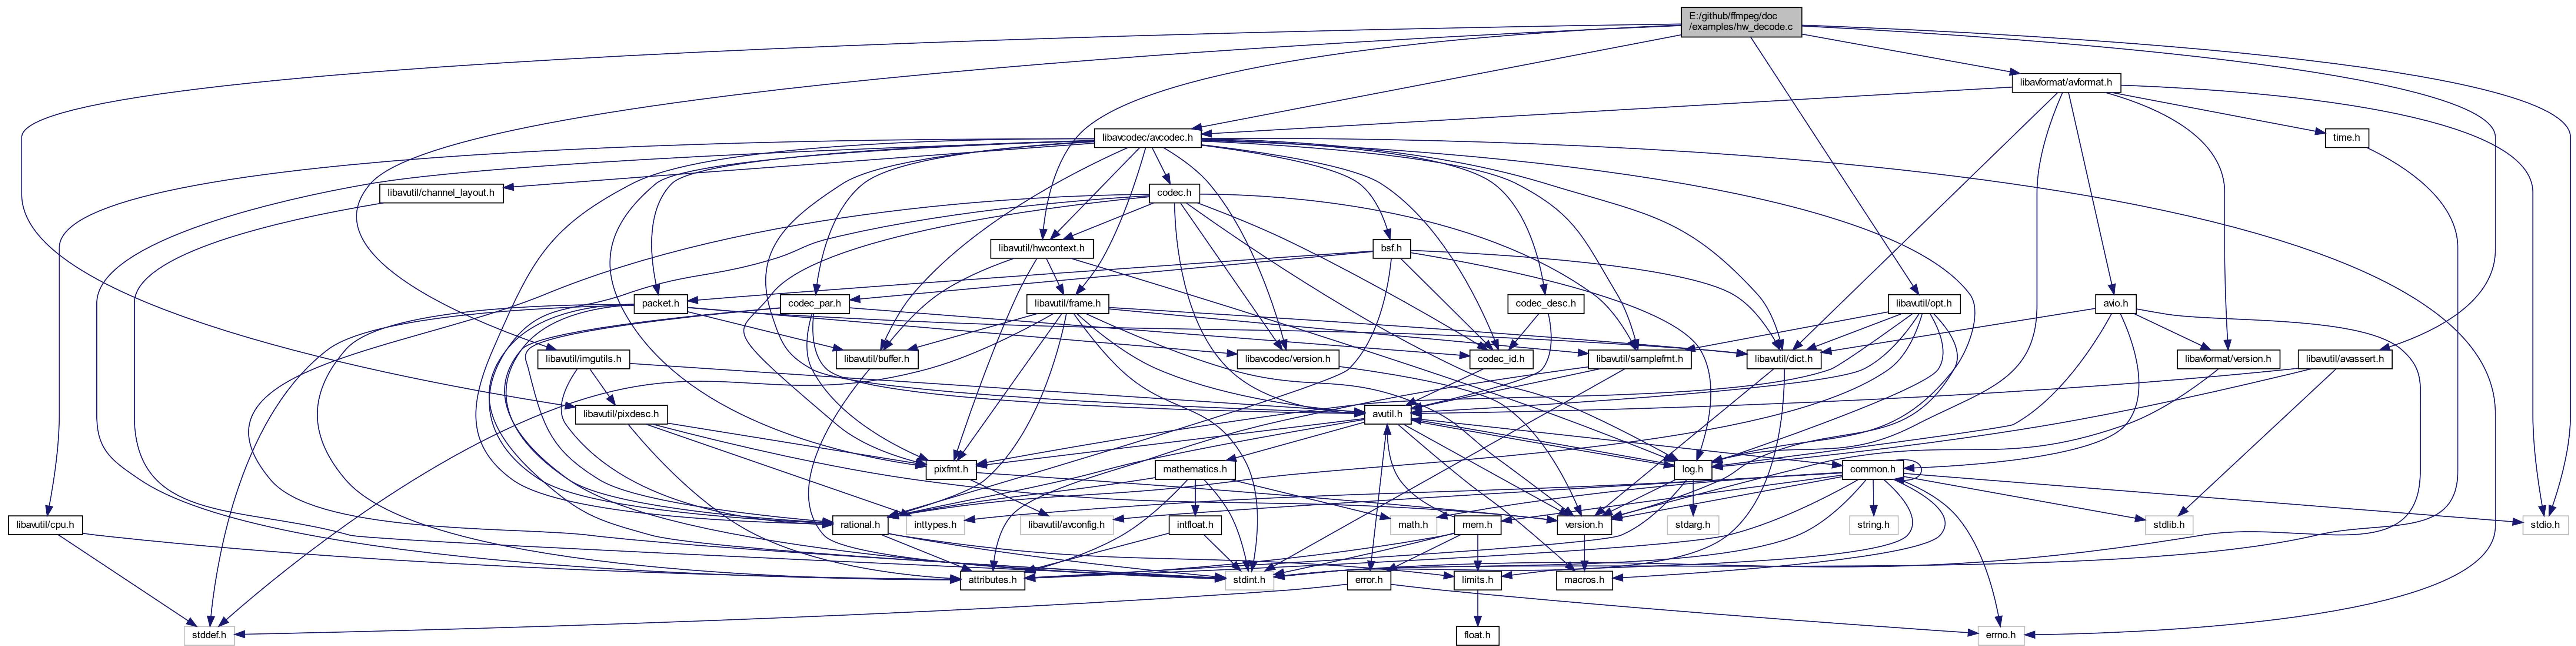 E:/github/ffmpeg/doc
/examples/hw_decode.c
libavformat/avformat.h
libavcodec/avcodec.h
time.h
libavutil/channel_layout.h
codec.h
libavutil/hwcontext.h
bsf.h
packet.h
codec_par.h
libavutil/frame.h
codec_desc.h
libavutil/opt.h
avio.h
libavutil/imgutils.h
libavutil/buffer.h
libavcodec/version.h
codec_id.h
libavutil/samplefmt.h
libavutil/dict.h
libavformat/version.h
libavutil/avassert.h
libavutil/pixdesc.h
avutil.h
pixfmt.h
mathematics.h
log.h
common.h
libavutil/cpu.h
rational.h
inttypes.h
libavutil/avconfig.h
intfloat.h
math.h
mem.h
version.h
stdarg.h
string.h
stdlib.h
stdio.h
attributes.h
stdint.h
error.h
limits.h
macros.h
stddef.h
float.h
errno.h